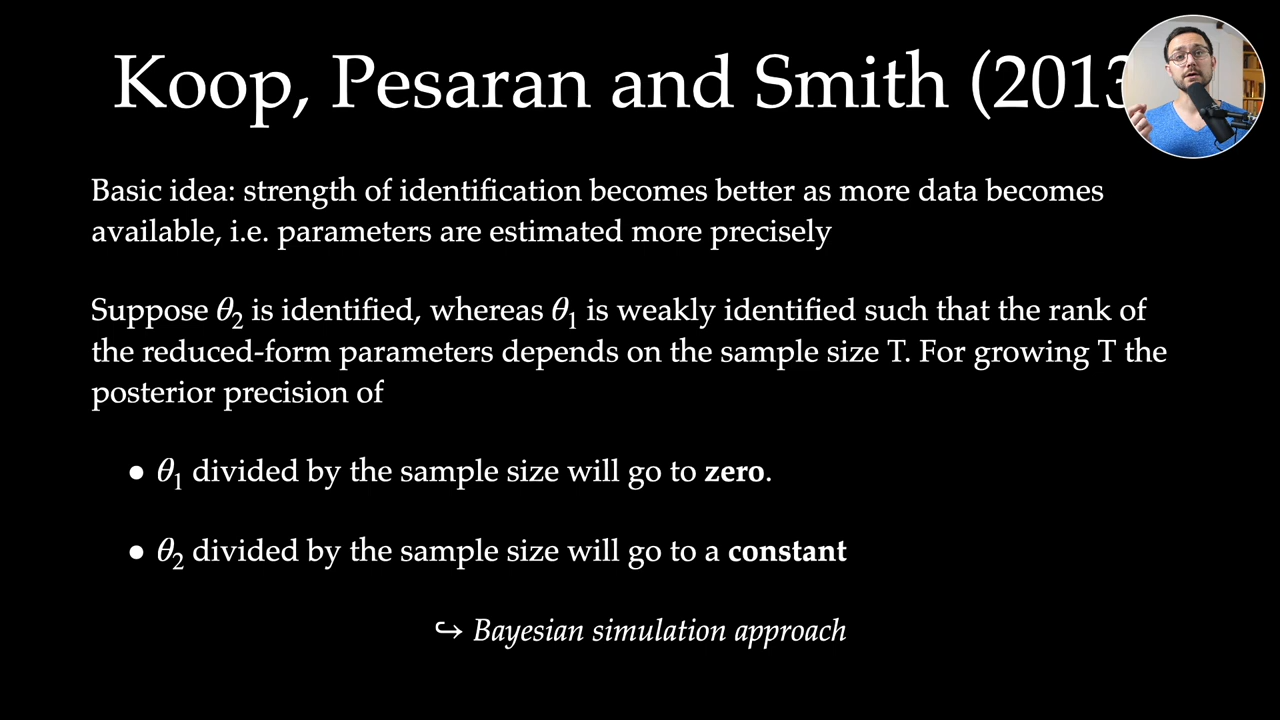 Koop, Pesaran and Smith (2013
Basic idea: strength of identification becomes better as more data becomes
available, i.e. parameters are estimated more precisely
Suppose θ₂ is identified, whereas θ₁ is weakly identified such that the rank of
the reduced-form parameters depends on the sample size T. For growing T the
posterior precision of
• θ₁ divided by the sample size will go to zero.
• θ₂ divided by the sample size will go to a constant
↪ Bayesian simulation approach